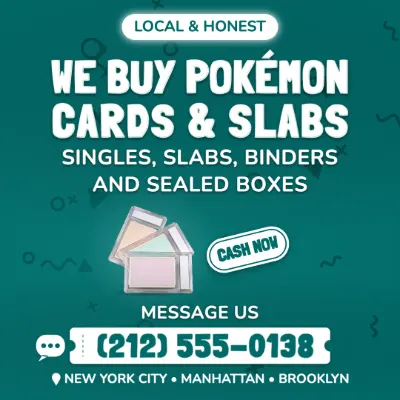 LOCAL & HONEST
WE BUY POKÉMON
CARDS & SLABS
SINGLES, SLABS, BINDERS
AND SEALED BOXES
CASH NOW
MESSAGE US
(212) 555-0138
NEW YORK CITY • MANHATTAN • BROOKLYN